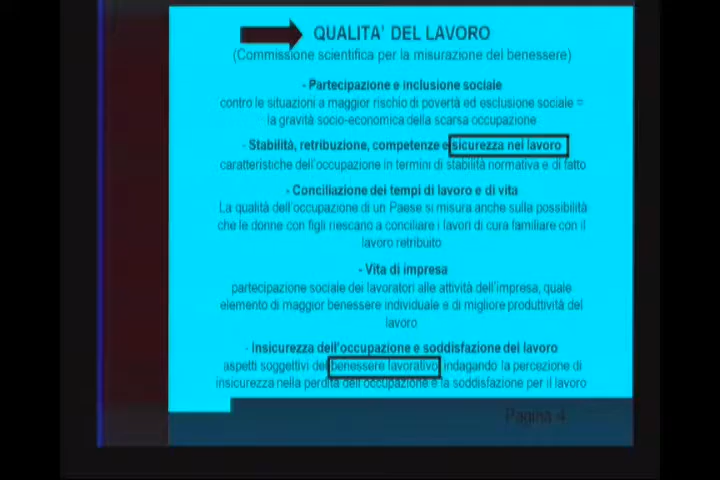 QUALITA' DEL LAVORO
(Commissione scientifica per la misurazione del benessere)
- Partecipazione e inclusione sociale
contro le situazioni a maggior rischio di povertà ed esclusione sociale =
la gravità socio-economica della scarsa occupazione
- Stabilità, retribuzione, competenze e sicurezza nel lavoro
caratteristiche dell'occupazione in termini di stabilità normativa e di fatto
- Conciliazione dei tempi di lavoro e di vita
La qualità dell'occupazione di un Paese si misura anche sulla possibilità
che le donne con figli riescano a conciliare i lavori di cura familiare con il
lavoro retribuito
- Vita di impresa
partecipazione sociale dei lavoratori alle attività dell'impresa, quale
elemento di maggior benessere individuale e di migliore produttività del
lavoro
- Insicurezza dell'occupazione e soddisfazione del lavoro
aspetti soggettivi del benessere lavorativo indagando la percezione di
insicurezza nella perdita dell'occupazione e la soddisfazione per il lavoro
Pagina 4